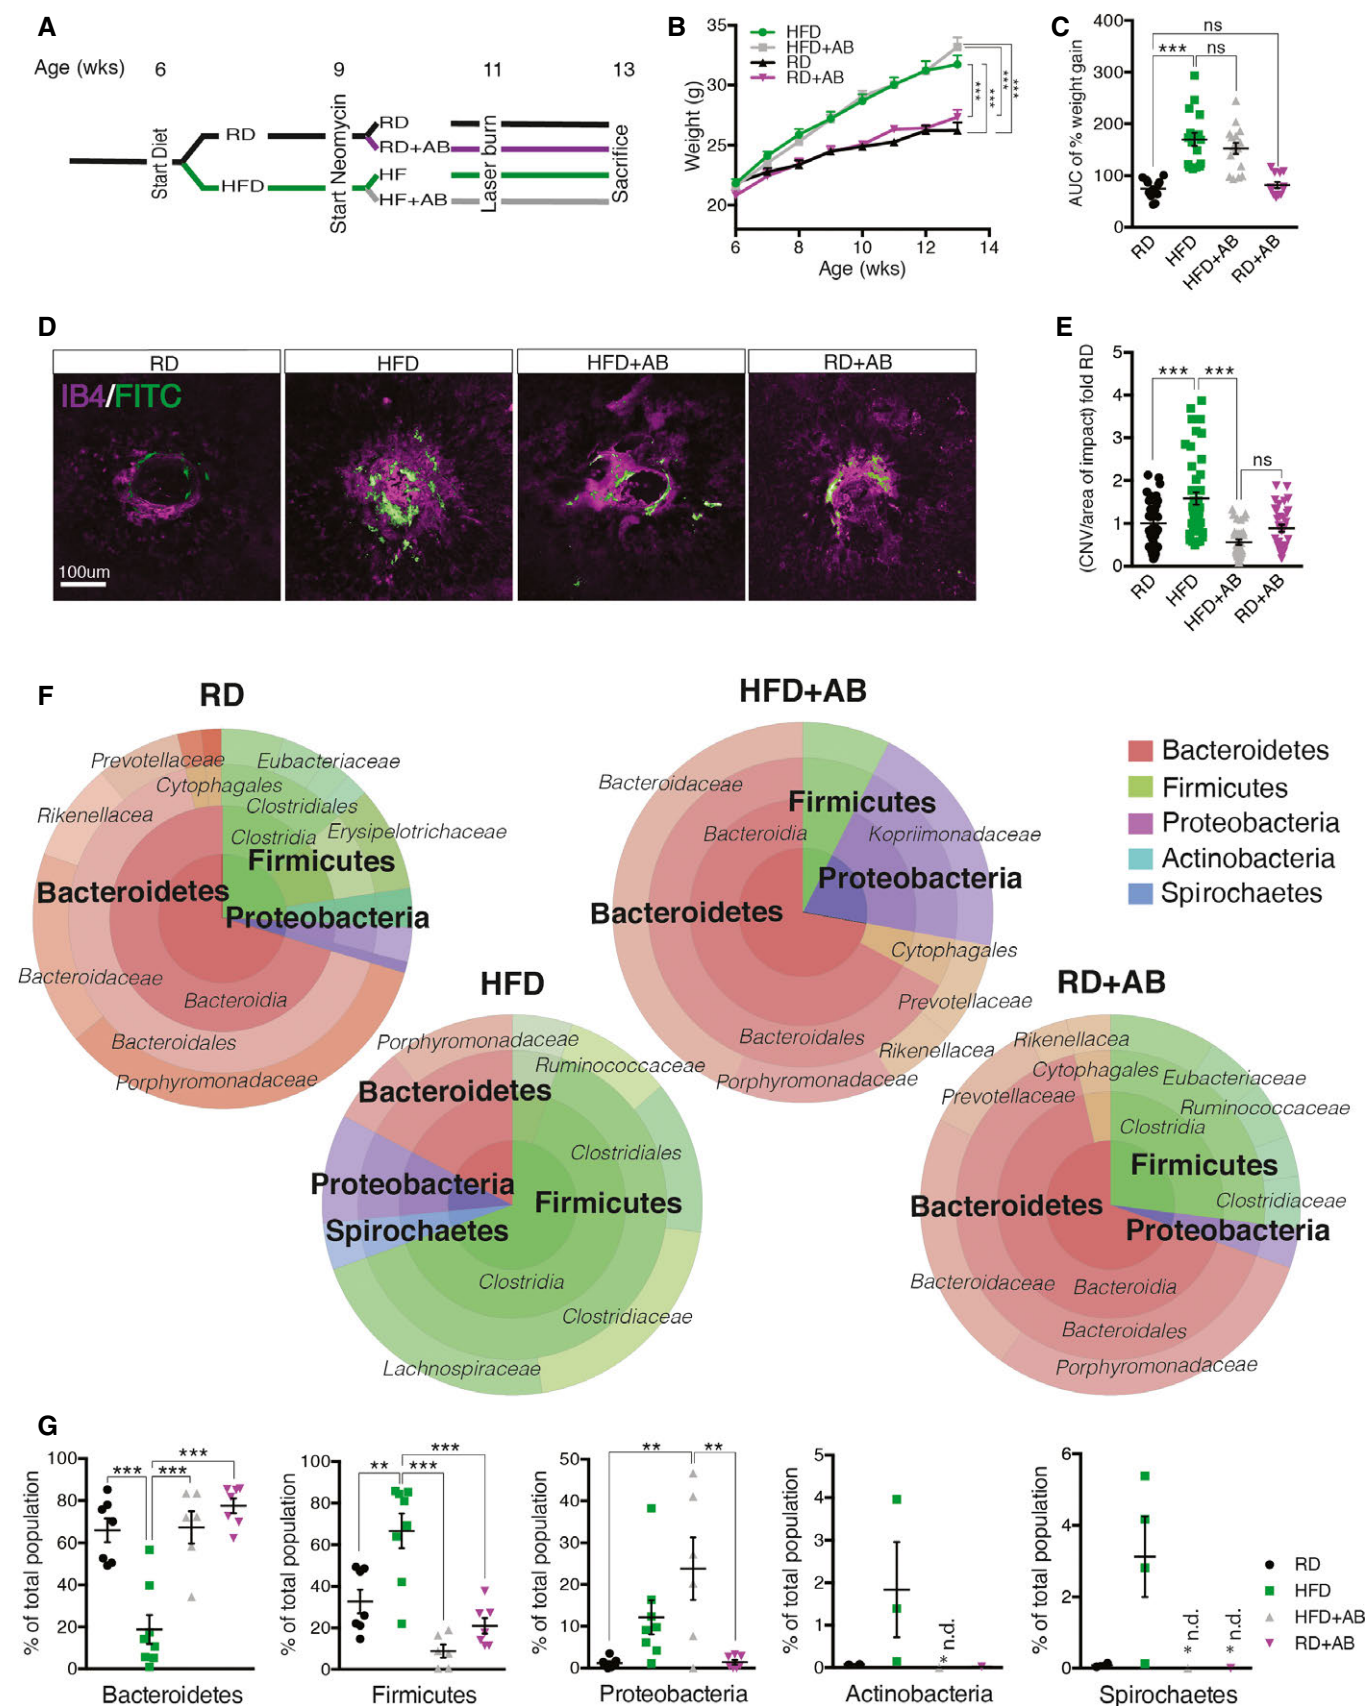 A
Age (wks) 6 9 11 13
Start Diet
RD
HFD
Start Neomycin
RD
RD+AB
HF
HF+AB
Laser burn
Sacrifice
B
Weight (g)
35
30
25
20
HFD
HFD+AB
RD
RD+AB
***
***
***
***
6 8 10 12 14
Age (wks)
C
AUC of % weight gain
400
300
200
100
0
ns
*** ns
RD HFD HFD+AB RD+AB
D
RD HFD HFD+AB RD+AB
IB4/FITC
100um
E
(CNV/area of impact) fold RD
5
4
3
2
1
0
*** ***
ns
RD HFD HFD+AB RD+AB
F
RD
Prevotellaceae
Eubacteriaceae
Cytophagales
Clostridiales
Rikenellacea
Clostridia
Erysipelotrichaceae
Firmicutes
Bacteroidetes
Proteobacteria
Bacteroidaceae
Bacteroidia
Bacteroidales
Porphyromonadaceae
HFD+AB
Bacteroidaceae
Firmicutes
Bacteroidia
Kopriimonadaceae
Proteobacteria
Bacteroidetes
Cytophagales
Prevotellaceae
Bacteroidales
Rikenellacea
Porphyromonadaceae
Bacteroidetes
Firmicutes
Proteobacteria
Actinobacteria
Spirochaetes
HFD
Porphyromonadaceae
Ruminococcaceae
Bacteroidetes
Clostridiales
Proteobacteria
Firmicutes
Spirochaetes
Clostridia
Clostridiaceae
Lachnospiraceae
RD+AB
Rikenellacea
Cytophagales
Eubacteriaceae
Prevotellaceae
Ruminococcaceae
Clostridia
Firmicutes
Clostridiaceae
Bacteroidetes
Proteobacteria
Bacteroidaceae
Bacteroidia
Bacteroidales
Porphyromonadaceae
G
% of total population
100
80
60
40
20
0
***
*** ***
Bacteroidetes
% of total population
100
80
60
40
20
0
***
** ***
Firmicutes
% of total population
50
40
30
20
10
0
** **
Proteobacteria
% of total population
5
4
3
2
1
0
* n.d.
Actinobacteria
% of total population
6
4
2
0
* n.d.
* n.d.
Spirochaetes
RD
HFD
HFD+AB
RD+AB